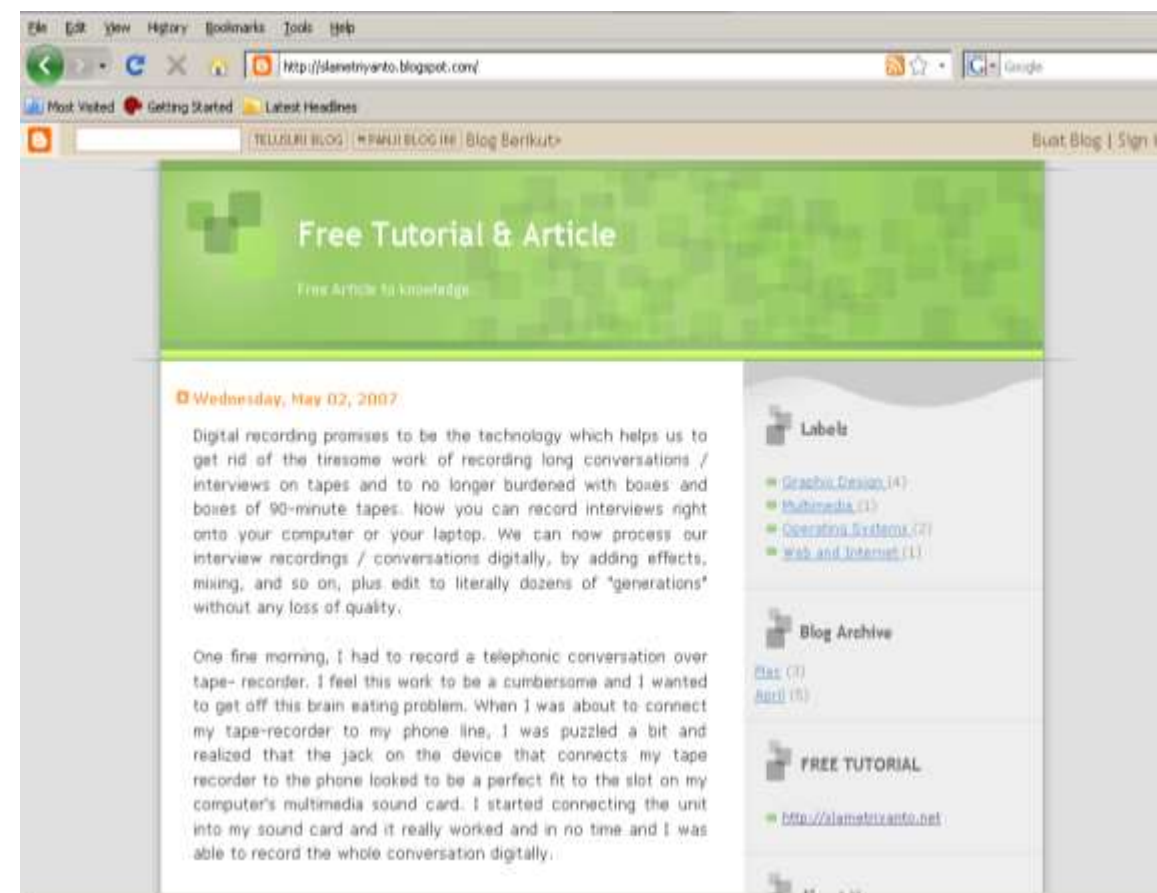 File Edit View History Bookmarks Tools Help
http://slametriyanto.blogspot.com/
Google
Most Visited Getting Started Latest Headlines
TELUSURI BLOG PANJI BLOG INI Blog Berikut»
Buat Blog | Sign
Free Tutorial & Article
Free Article to knowledge
Wednesday, May 02, 2007
Digital recording promises to be the technology which helps us to
get rid of the tiresome work of recording long conversations /
interviews on tapes and to no longer burdened with boxes and
boxes of 90-minute tapes. Now you can record interviews right
onto your computer or your laptop. We can now process our
interview recordings / conversations digitally, by adding effects,
mixing, and so on, plus edit to literally dozens of "generations"
without any loss of quality.
One fine morning, I had to record a telephonic conversation over
tape- recorder. I feel this work to be a cumbersome and I wanted
to get off this brain eating problem. When I was about to connect
my tape-recorder to my phone line, I was puzzled a bit and
realized that the jack on the device that connects my tape
recorder to the phone looked to be a perfect fit to the slot on my
computer's multimedia sound card. I started connecting the unit
into my sound card and it really worked and in no time and I was
able to record the whole conversation digitally.
Labels
Graphic Design (4)
Multimedia (1)
Operating Systems (2)
Web and Internet (1)
Blog Archive
(3)
April (5)
FREE TUTORIAL
http://slametriyanto.net